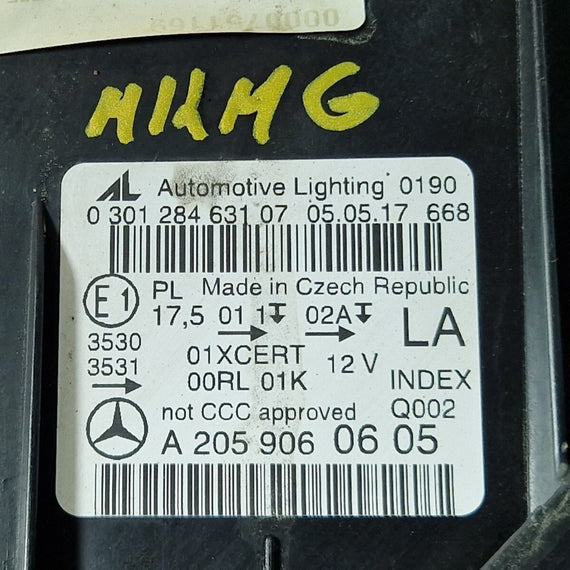 AL Automotive Lighting 0190
0 301 284 631 07 05.05.17 668
E1 PL Made in Czech Republic
17,5 01 1 02A LA
3530
3531
01XCERT 12 V
00RL 01K INDEX
not CCC approved Q002
A 205 906 06 05